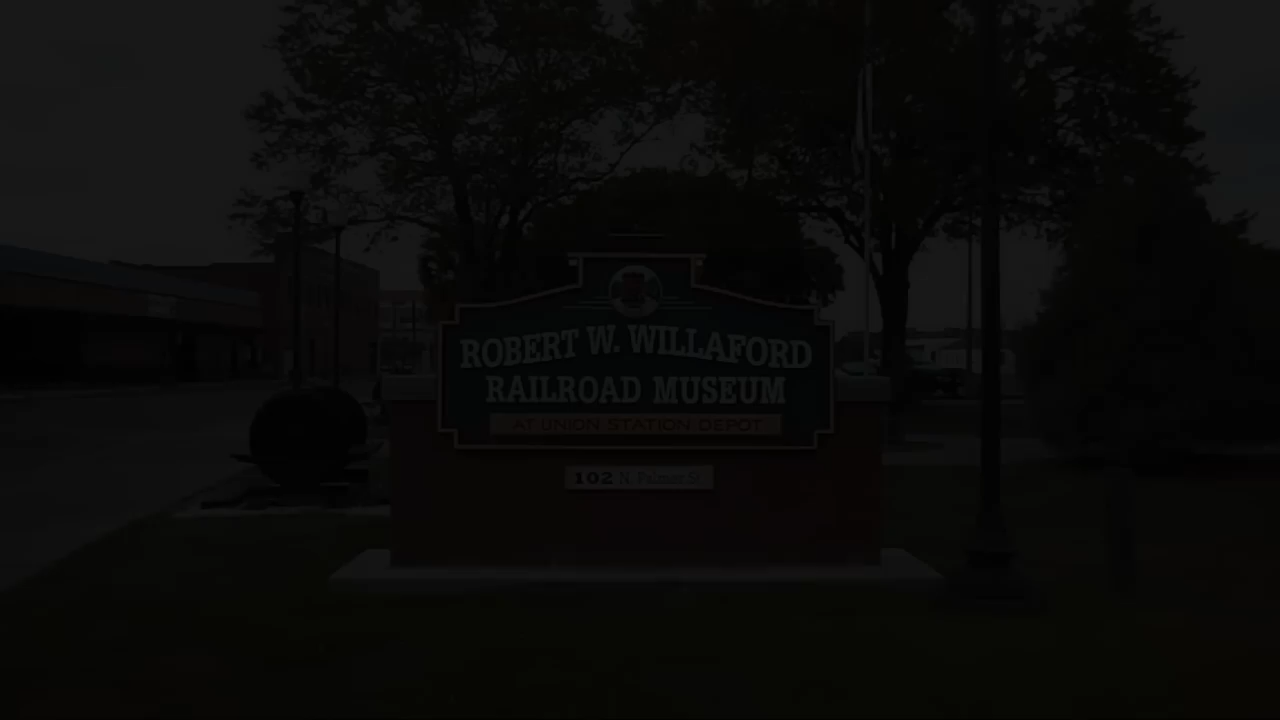 ROBERT W. WILLAFORD
RAILROAD MUSEUM
AT UNION STATION DEPOT
102 N. Palmer St.